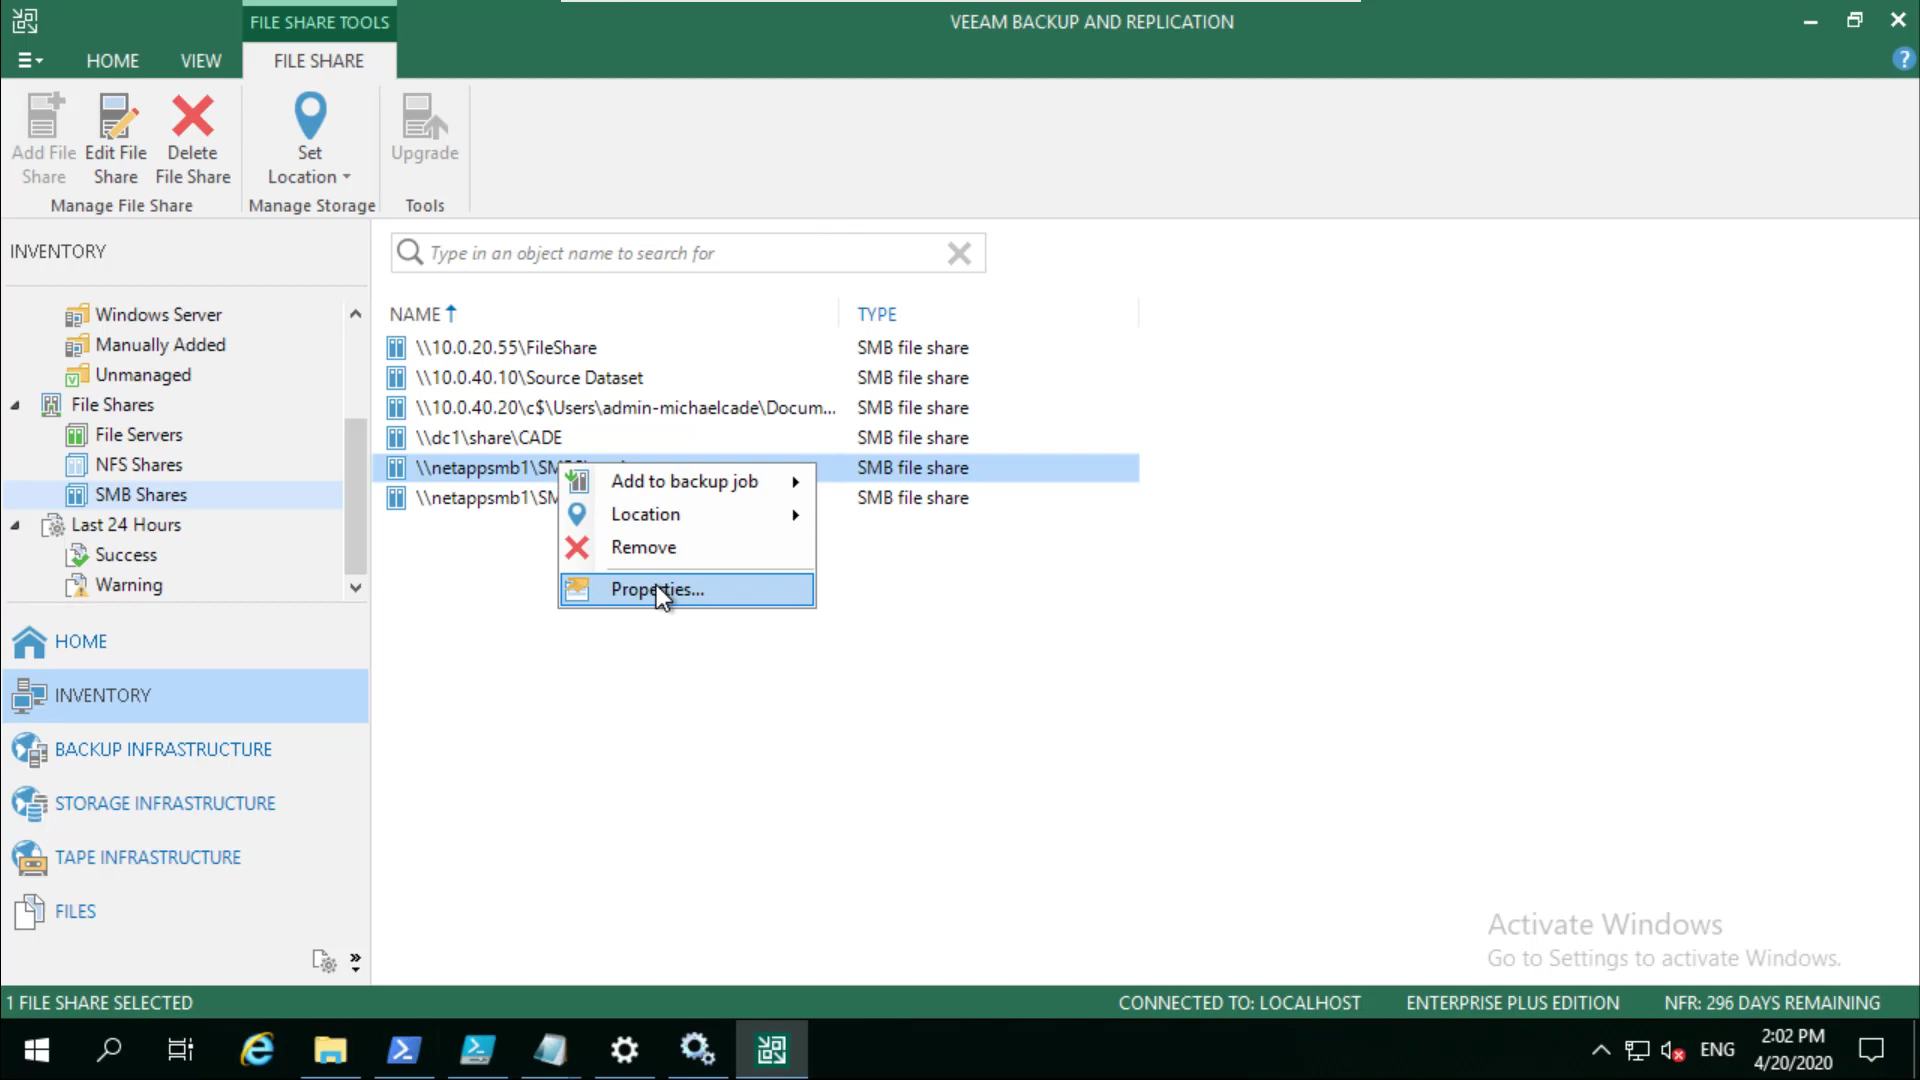 FILE SHARE TOOLS
VEEAM BACKUP AND REPLICATION
HOME
VIEW
FILE SHARE
?
Add File Share
Edit File Share
Delete File Share
Set Location
Upgrade
Manage File Share
Manage Storage
Tools
INVENTORY
Windows Server
Manually Added
Unmanaged
File Shares
File Servers
NFS Shares
SMB Shares
Last 24 Hours
Success
Warning
HOME
INVENTORY
BACKUP INFRASTRUCTURE
STORAGE INFRASTRUCTURE
TAPE INFRASTRUCTURE
FILES
Type in an object name to search for
NAME TYPE
\\10.0.20.55\FileShare SMB file share
\\10.0.40.10\Source Dataset SMB file share
\\10.0.40.20\c$\Users\admin-michaelcade\Docum... SMB file share
\\dc1\share\CADE SMB file share
\\netappsmb1\SM SMB file share
\\netappsmb1\SM SMB file share
Add to backup job
Location
Remove
Properties...
Activate Windows
Go to Settings to activate Windows.
1 FILE SHARE SELECTED
CONNECTED TO: LOCALHOST
ENTERPRISE PLUS EDITION
NFR: 296 DAYS REMAINING
ENG
2:02 PM
4/20/2020